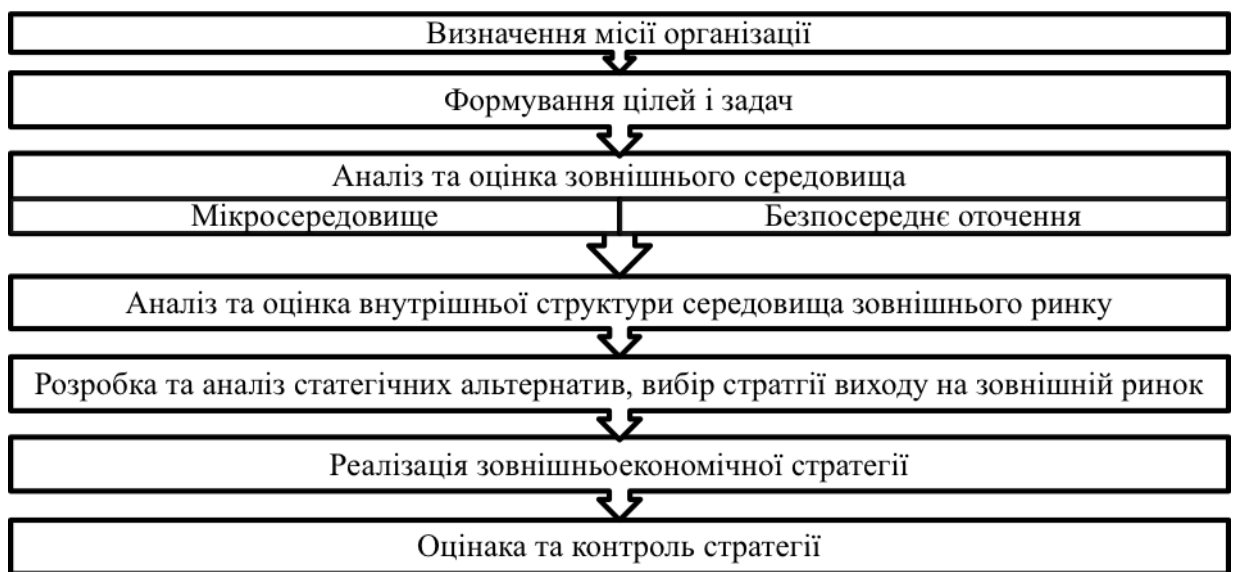 Визначення місії організації
Формування цілей і задач
Аналіз та оцінка зовнішнього середовища
Мікросередовище
Безпосереднє оточення
Аналіз та оцінка внутрішньої структури середовища зовнішнього ринку
Розробка та аналіз статегічних альтернатив, вибір стратгії виходу на зовнішній ринок
Реалізація зовнішньоекономічної стратегії
Оцінака та контроль стратегії